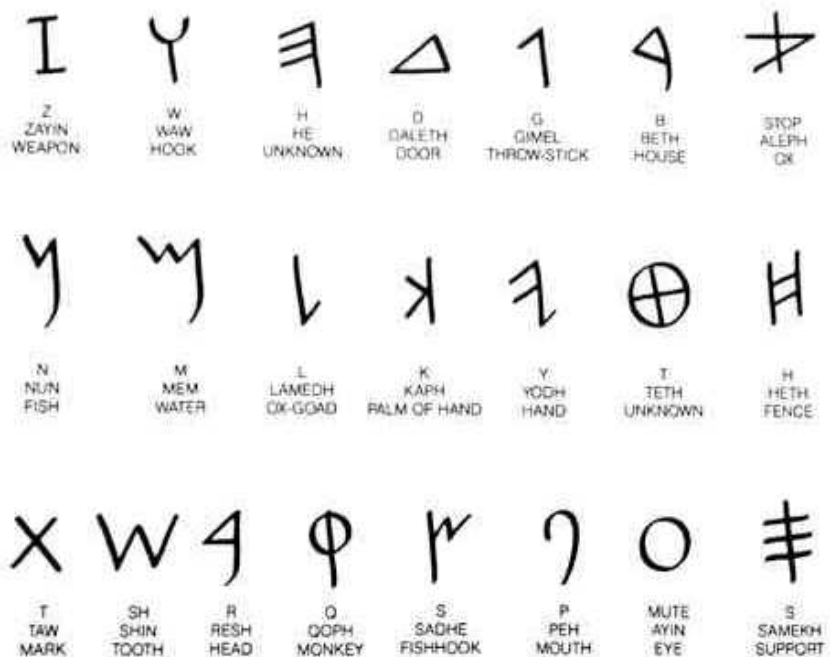 𐤀 𐤁 𐤂 𐤃 𐤄 𐤅 𐤆
Z W H D G B STOP
ZAYIN WAW HE DALETH GIMEL BETH ALEPH
WEAPON HOOK UNKNOWN DOOR THROW-STICK HOUSE OX
𐤇 𐤈 𐤉 𐤊 𐤋 𐤌 𐤍
N M L K Y T H
NUN MEM LAMEDH KAPH YODH TETH HETH
FISH WATER OX-GOAD PALM OF HAND HAND UNKNOWN FENCE
𐤎 𐤏 𐤐 𐤑 𐤒 𐤓 𐤔 𐤕
T SH R Q S P MUTE S
TAW SHIN RESH QOPH SADHE PEH AYIN SAMEKH
MARK TOOTH HEAD MONKEY FISHHOOK MOUTH EYE SUPPORT